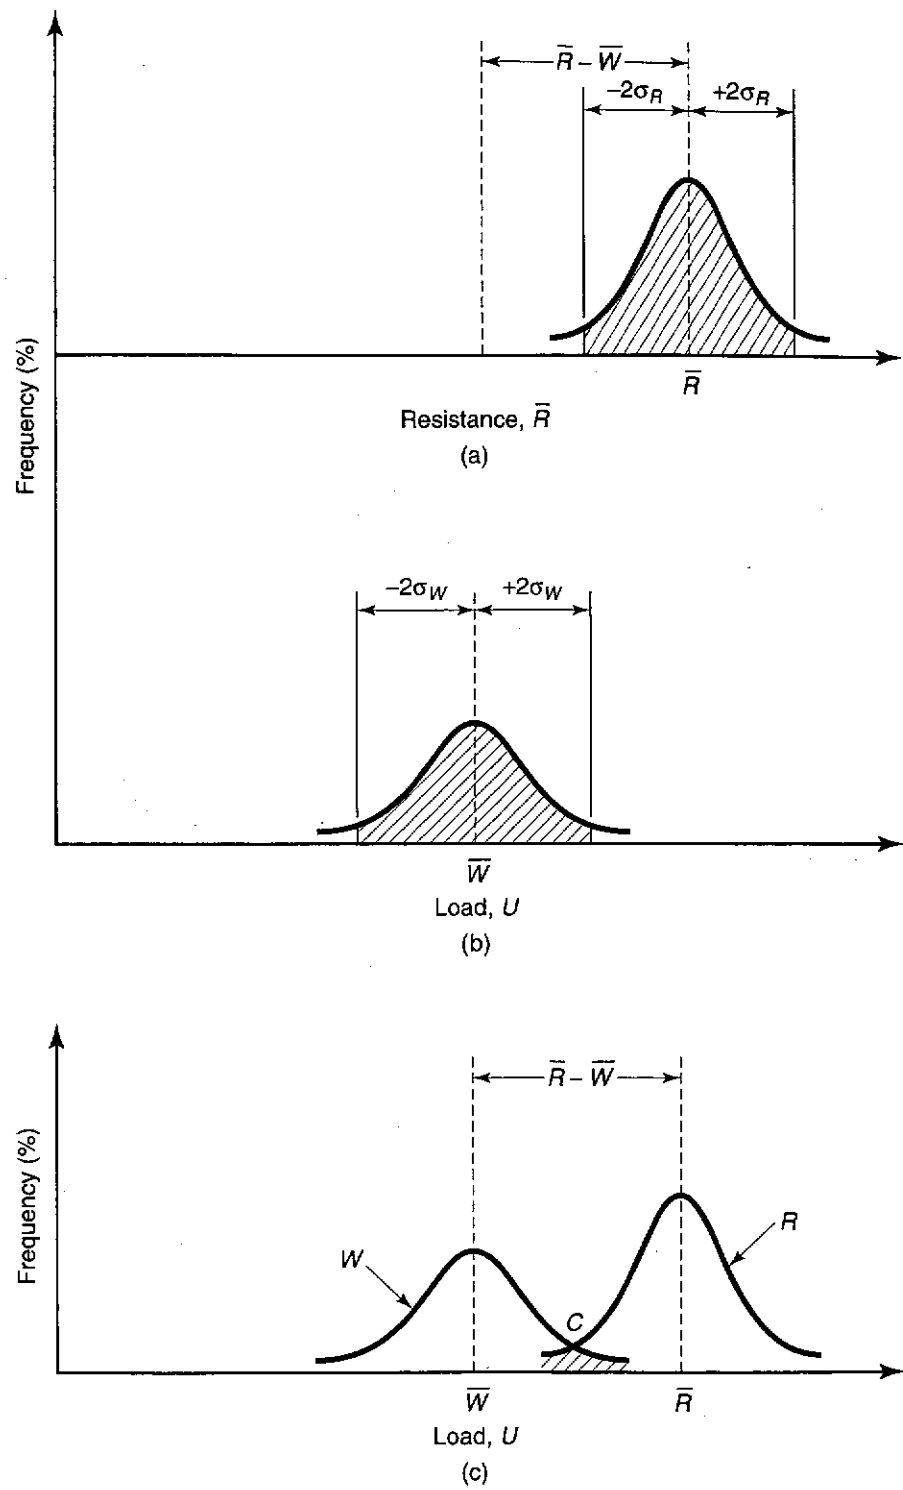 R̅ – W̅
–2σR +2σR
R̅
Resistance, R̅
(a)
Frequency (%)
–2σW +2σW
W̅
Load, U
(b)
R̅ – W̅
Frequency (%)
W
R
C
W̅ R̅
Load, U
(c)